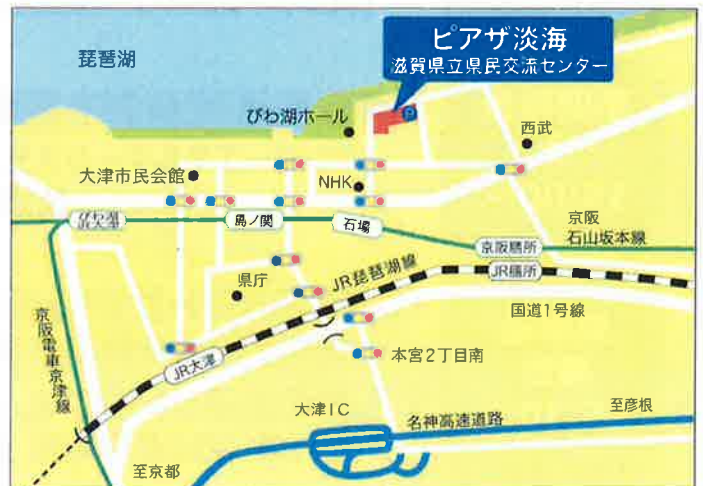 ピアザ淡海
滋賀県立県民交流センター
琵琶湖
びわ湖ホール
P
西武
大津市民会館
NHK
島ノ関
石場
京阪
石山坂本線
京阪膳所
JR膳所
県庁
JR琵琶湖線
国道1号線
京阪電車京津線
JR大津
本宮2丁目南
大津IC
名神高速道路
至彦根
至京都